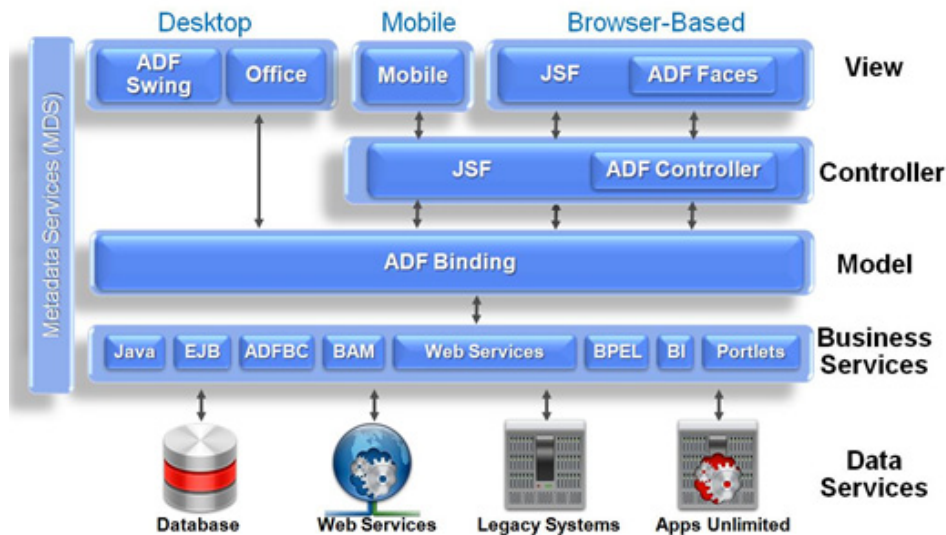 Desktop
Mobile
Browser-Based
Metadata Services (MDS)
ADF
Swing
Office
Mobile
JSF
ADF Faces
View
JSF
ADF Controller
Controller
ADF Binding
Model
Java
EJB
ADFBC
BAM
Web Services
BPEL
BI
Portlets
Business
Services
Data
Services
Database
Web Services
Legacy Systems
Apps Unlimited